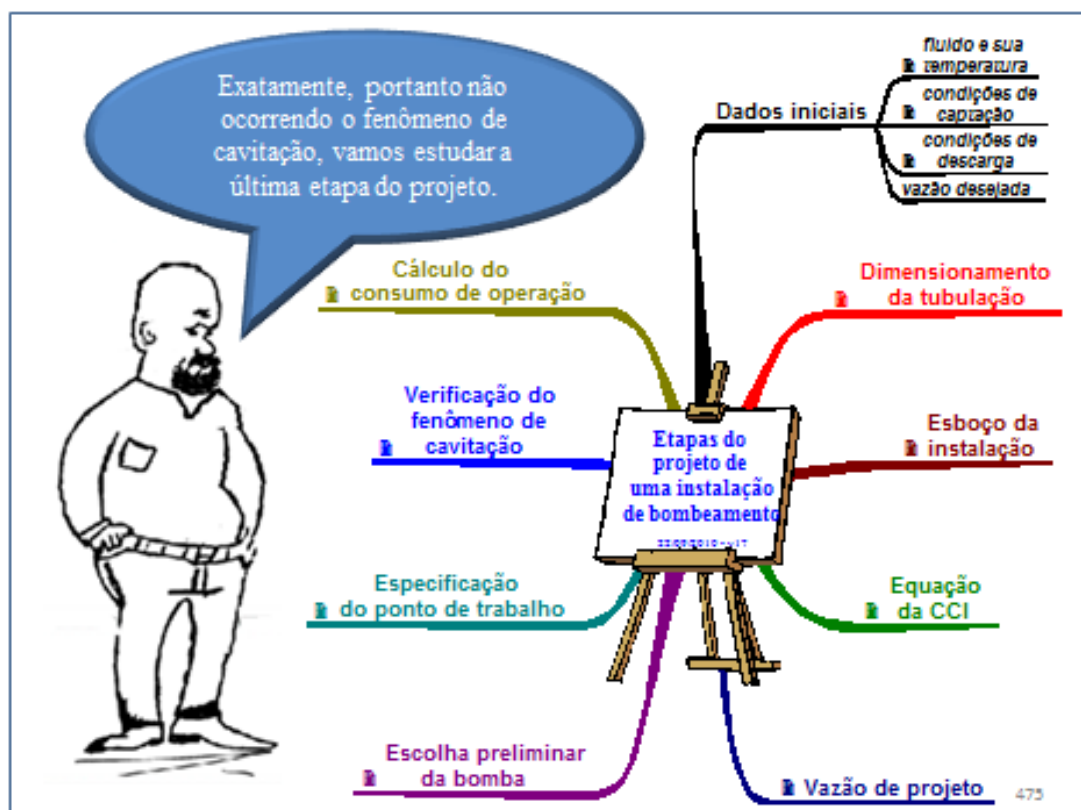 Exatamente, portanto não
ocorrendo o fenômeno de
cavitação, vamos estudar a
última etapa do projeto.
fluido e sua
temperatura
Dados iniciais
condições de
captação
condições de
descarga
vazão desejada
Cálculo do
consumo de operação
Dimensionamento
da tubulação
Verificação do
fenômeno de
cavitação
Esboço da
instalação
Etapas do
projeto de
uma instalação
de bombeamento
Especificação
do ponto de trabalho
Equação
da CCI
Escolha preliminar
da bomba
Vazão de projeto
475